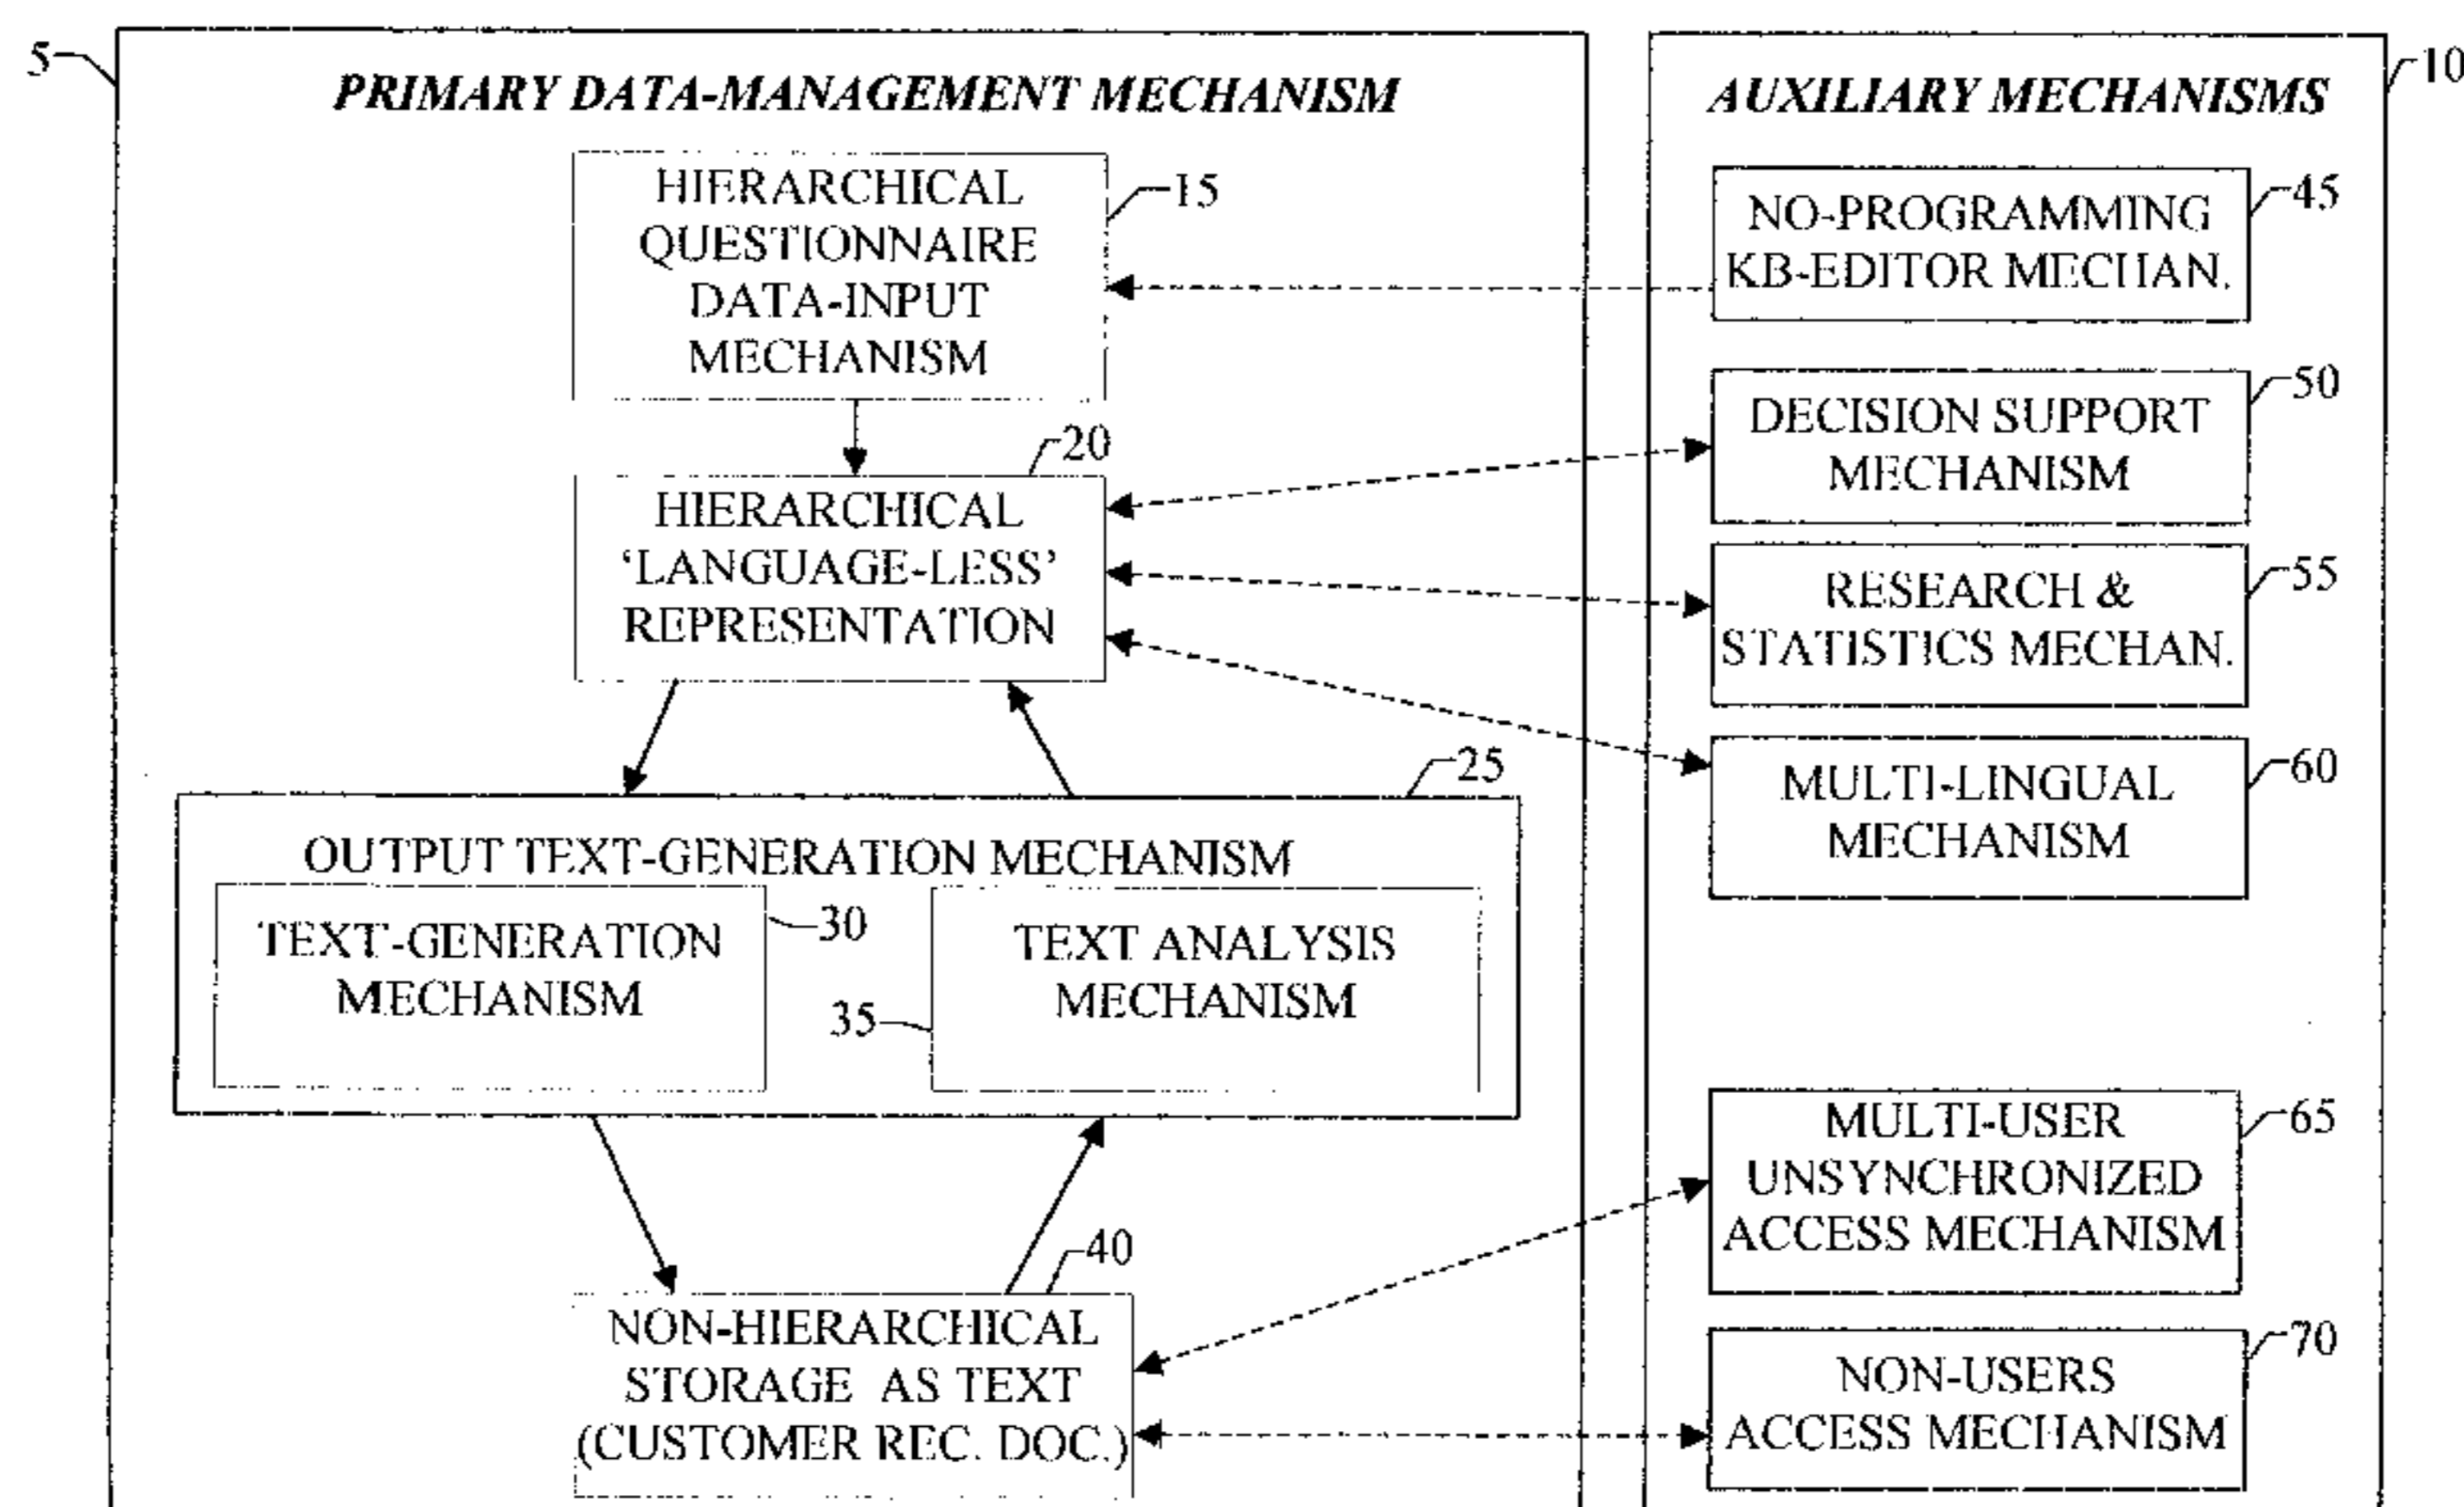 5
PRIMARY DATA-MANAGEMENT MECHANISM
HIERARCHICAL
QUESTIONNAIRE
DATA-INPUT
MECHANISM
15
20
HIERARCHICAL
‘LANGUAGE-LESS’
REPRESENTATION
25
OUTPUT TEXT-GENERATION MECHANISM
TEXT-GENERATION
MECHANISM
30
TEXT ANALYSIS
MECHANISM
35
40
NON-HIERARCHICAL
STORAGE AS TEXT
(CUSTOMER REC. DOC.)
10
AUXILIARY MECHANISMS
NO-PROGRAMMING
KB-EDITOR MECHAN.
45
DECISION SUPPORT
MECHANISM
50
RESEARCH &
STATISTICS MECHAN.
55
MULTI-LINGUAL
MECHANISM
60
MULTI-USER
UNSYNCHRONIZED
ACCESS MECHANISM
65
NON-USERS
ACCESS MECHANISM
70